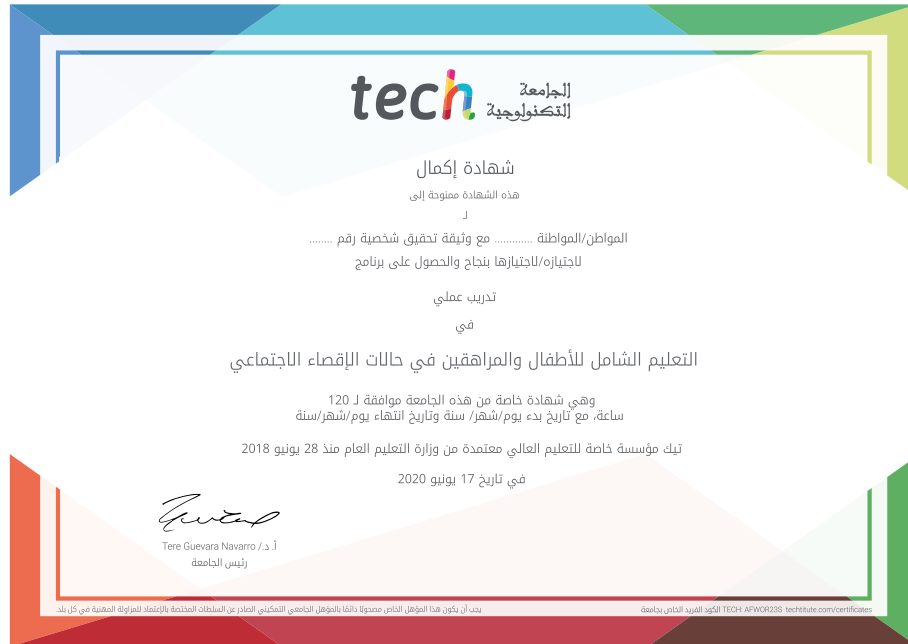 tech الجامعة
التكنولوجية
شهادة إكمال
هذه الشهادة ممنوحة إلى
لـ
المواطن/المواطنة ............ مع وثيقة تحقيق شخصية رقم ........
لاجتيازه/لاجتيازها بنجاح والحصول على برنامج
تدريب عملي
في
التعليم الشامل للأطفال والمراهقين في حالات الإقصاء الاجتماعي
وهي شهادة خاصة من هذه الجامعة موافقة لـ 120
ساعة، مع تاريخ بدء يوم/شهر/ سنة وتاريخ انتهاء يوم/شهر/سنة
تيك مؤسسة خاصة للتعليم العالي معتمدة من وزارة التعليم العام منذ 28 يونيو 2018
في تاريخ 17 يونيو 2020
أ. د./ Tere Guevara Navarro
رئيس الجامعة
يجب أن يكون هذا المؤهل الخاص مصحوبًا دائمًا بالمؤهل الجامعي التمكيني الصادر عن السلطات المختصة بالإعتماد للمزاولة المهنية في كل بلد.
الكود الفريد الخاص بجامعة TECH: AFWOR23S techtitute.com/certificates